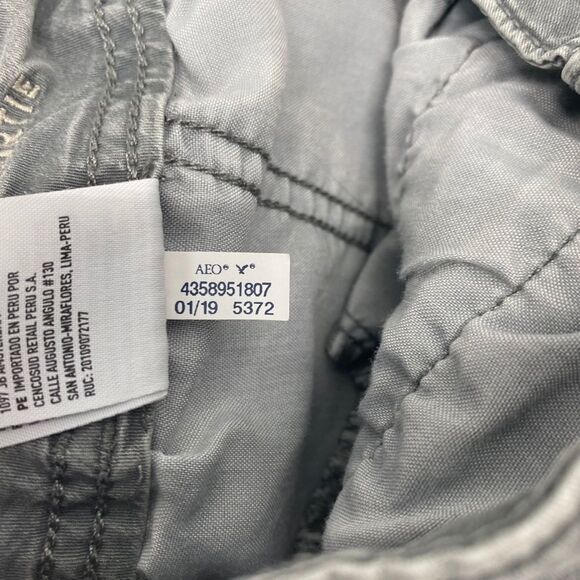 PE IMPORTADO EN PERU POR
CENCOSUD RETAIL PERU S.A.
CALLE AUGUSTO ANGULO #130
SAN ANTONIO-MIRAFLORES, LIMA-PERU
RUC: 20109072177
AEO® ®
4358951807
01/19 5372